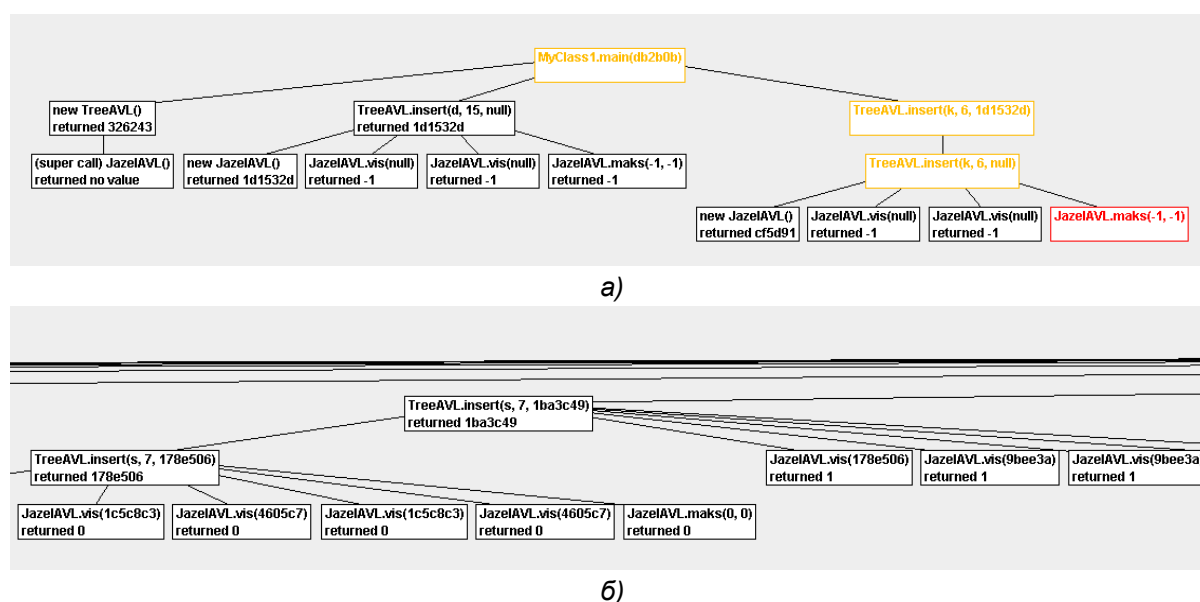 MyClass1.main(db2b0b)
new TreeAVL()
returned 326243
TreeAVL.insert(d, 15, null)
returned 1d1532d
TreeAVL.insert(k, 6, 1d1532d)
(super call) JazelAVL()
returned no value
new JazelAVL()
returned 1d1532d
JazelAVL.vis(null)
returned -1
JazelAVL.vis(null)
returned -1
JazelAVL.maks(-1, -1)
returned -1
TreeAVL.insert(k, 6, null)
new JazelAVL()
returned cf5d91
JazelAVL.vis(null)
returned -1
JazelAVL.vis(null)
returned -1
JazelAVL.maks(-1, -1)
а)
TreeAVL.insert(s, 7, 1ba3c49)
returned 1ba3c49
TreeAVL.insert(s, 7, 178e506)
returned 178e506
JazelAVL.vis(178e506)
returned 1
JazelAVL.vis(9bee3a)
returned 1
JazelAVL.vis(9bee3a
returned 1
JazelAVL.vis(1c5c8c3)
returned 0
JazelAVL.vis(4605c7)
returned 0
JazelAVL.vis(1c5c8c3)
returned 0
JazelAVL.vis(4605c7)
returned 0
JazelAVL.maks(0, 0)
returned 0
б)